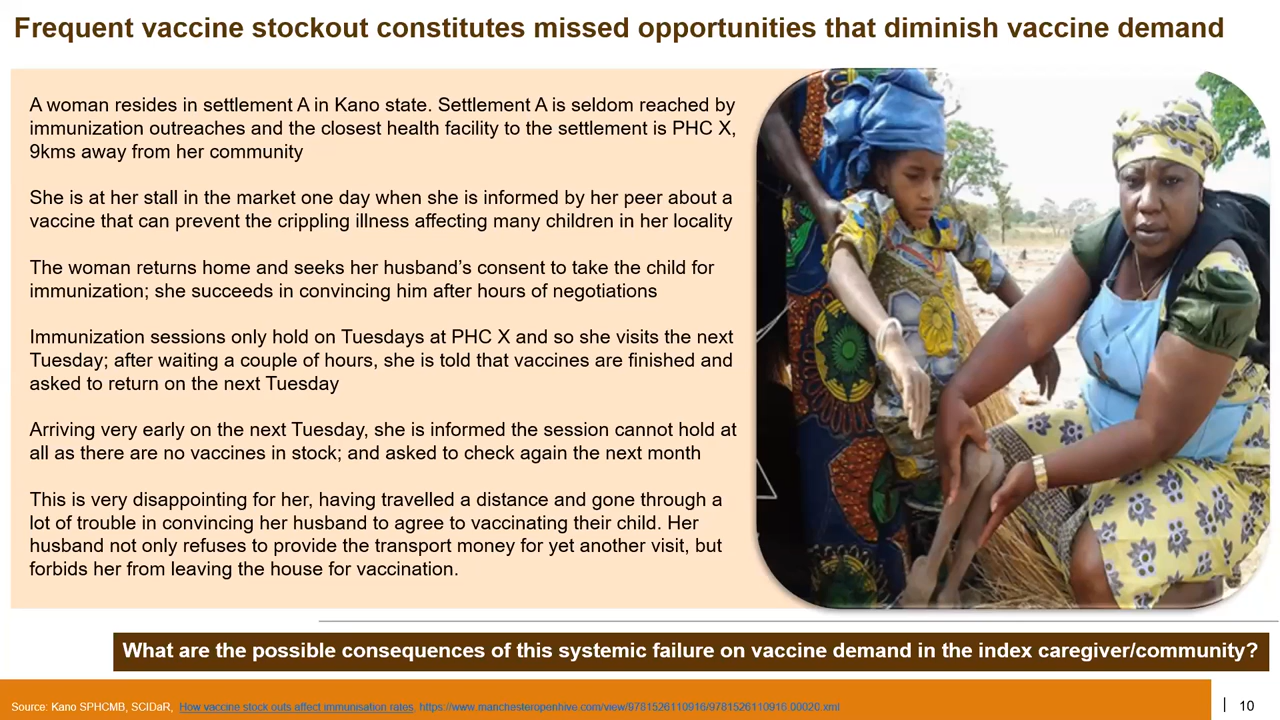 Frequent vaccine stockout constitutes missed opportunities that diminish vaccine demand
A woman resides in settlement A in Kano state. Settlement A is seldom reached by
immunization outreaches and the closest health facility to the settlement is PHC X,
9kms away from her community
She is at her stall in the market one day when she is informed by her peer about a
vaccine that can prevent the crippling illness affecting many children in her locality
The woman returns home and seeks her husband's consent to take the child for
immunization; she succeeds in convincing him after hours of negotiations
Immunization sessions only hold on Tuesdays at PHC X and so she visits the next
Tuesday; after waiting a couple of hours, she is told that vaccines are finished and
asked to return on the next Tuesday
Arriving very early on the next Tuesday, she is informed the session cannot hold at
all as there are no vaccines in stock; and asked to check again the next month
This is very disappointing for her, having travelled a distance and gone through a
lot of trouble in convincing her husband to agree to vaccinating their child. Her
husband not only refuses to provide the transport money for yet another visit, but
forbids her from leaving the house for vaccination.
What are the possible consequences of this systemic failure on vaccine demand in the index caregiver/community?
Source: Kano SPHCMB, SCIDaR, How vaccine stock outs affect immunisation rates, https://www.manchesteropenhive.com/view/9781526110916/9781526110916.00020.xml
| 10